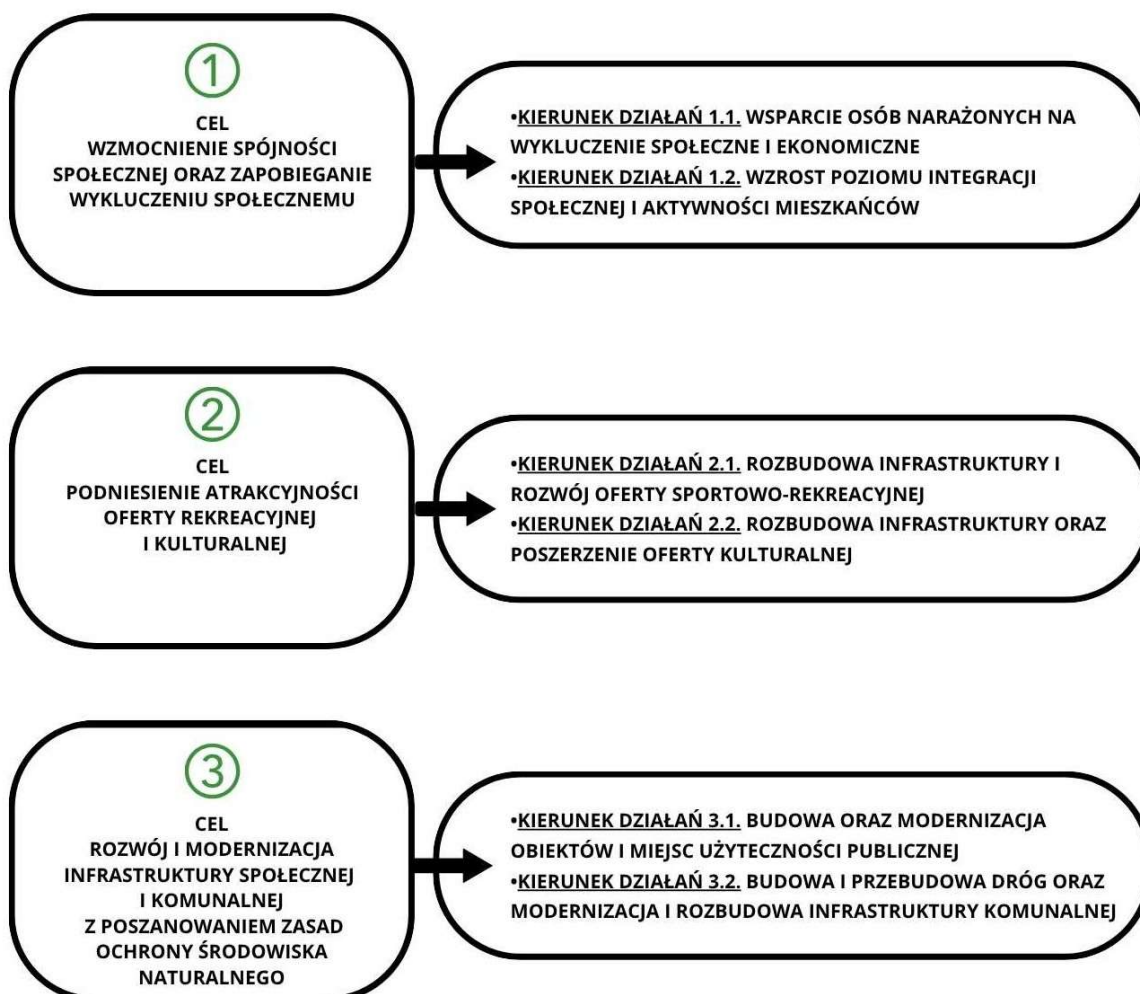 1
CEL
WZMOCNIENIE SPÓJNOŚCI
SPOŁECZNEJ ORAZ ZAPOBIEGANIE
WYKLUCZENIU SPOŁECZNEMU
•KIERUNEK DZIAŁAŃ 1.1. WSPARCIE OSÓB NARAŻONYCH NA
WYKLUCZENIE SPOŁECZNE I EKONOMICZNE
•KIERUNEK DZIAŁAŃ 1.2. WZROST POZIOMU INTEGRACJI
SPOŁECZNEJ I AKTYWNOŚCI MIESZKAŃCÓW
2
CEL
PODNIESIENIE ATRAKCYJNOŚCI
OFERTY REKREACYJNEJ
I KULTURALNEJ
•KIERUNEK DZIAŁAŃ 2.1. ROZBUDOWA INFRASTRUKTURY I
ROZWÓJ OFERTY SPORTOWO-REKREACYJNEJ
•KIERUNEK DZIAŁAŃ 2.2. ROZBUDOWA INFRASTRUKTURY ORAZ
POSZERZENIE OFERTY KULTURALNEJ
3
CEL
ROZWÓJ I MODERNIZACJA
INFRASTRUKTURY SPOŁECZNEJ
I KOMUNALNEJ
Z POSZANOWANIEM ZASAD
OCHRONY ŚRODOWISKA
NATURALNEGO
•KIERUNEK DZIAŁAŃ 3.1. BUDOWA ORAZ MODERNIZACJA
OBIEKTÓW I MIEJSC UŻYTECZNOŚCI PUBLICZNEJ
•KIERUNEK DZIAŁAŃ 3.2. BUDOWA I PRZEBUDOWA DRÓG ORAZ
MODERNIZACJA I ROZBUDOWA INFRASTRUKTURY KOMUNALNEJ